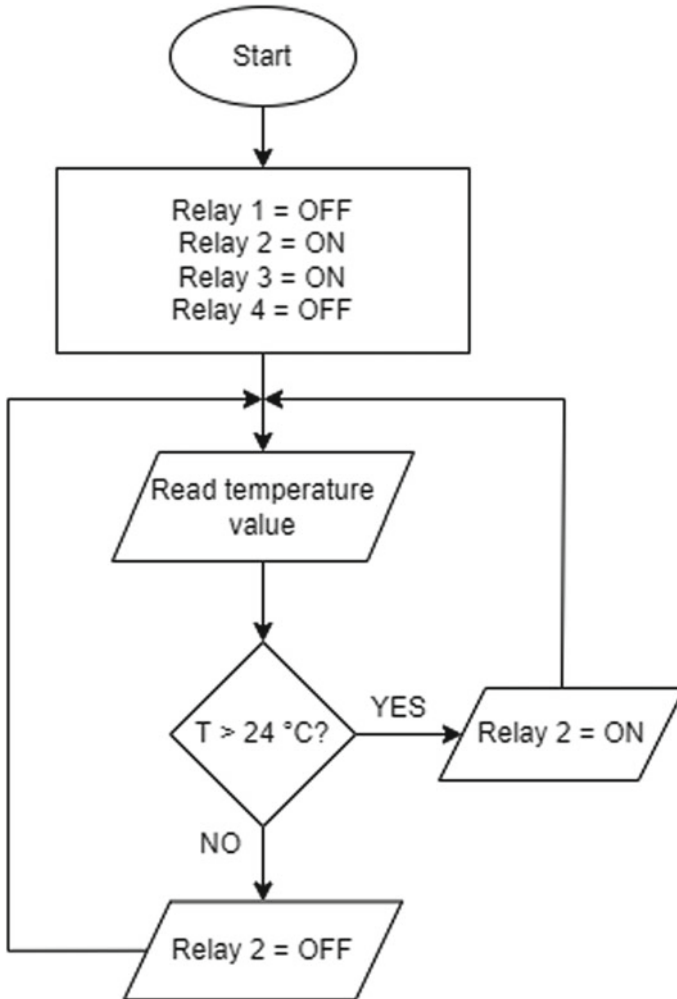 Start
Relay 1 = OFF
Relay 2 = ON
Relay 3 = ON
Relay 4 = OFF
Read temperature
value
T > 24 °C?
YES
Relay 2 = ON
NO
Relay 2 = OFF